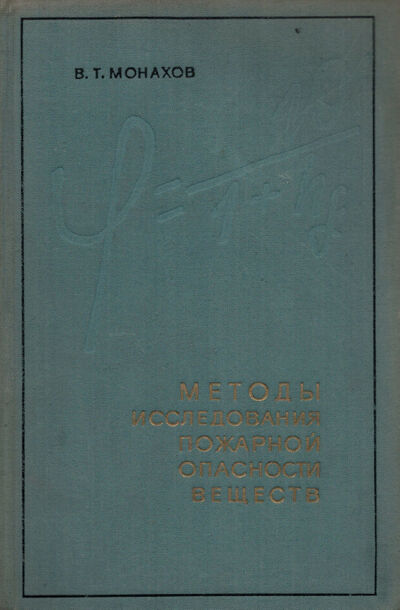 В. Т. МОНАХОВ
МЕТОДЫ
ИССЛЕДОВАНИЯ
ПОЖАРНОЙ
ОПАСНОСТИ
ВЕЩЕСТВ